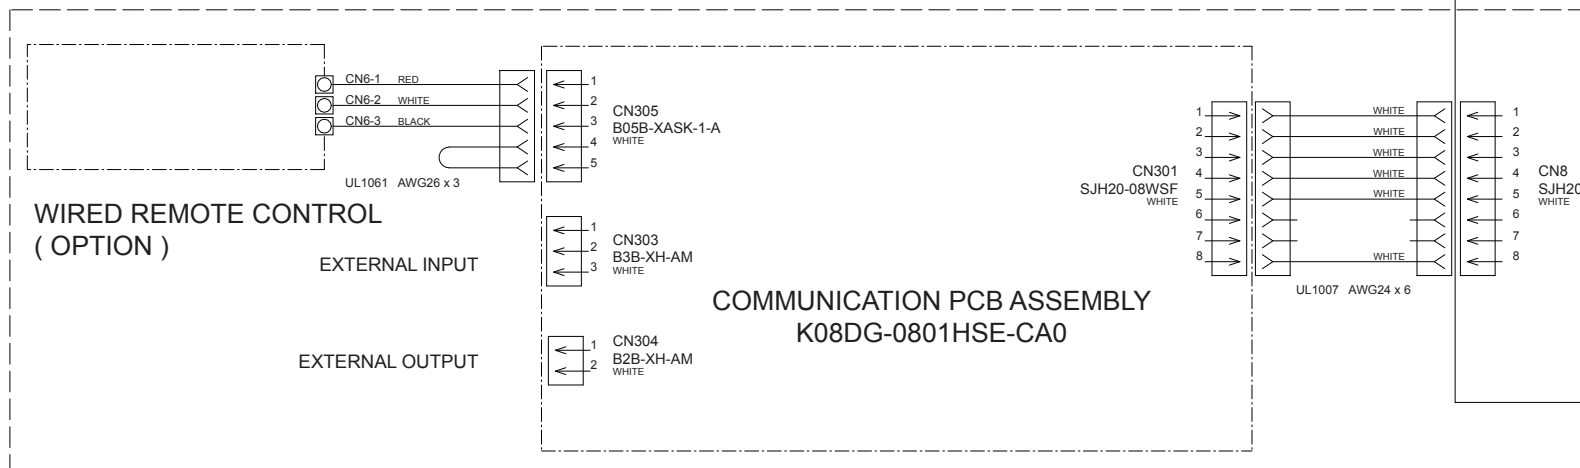 CN6-1 RED
CN6-2 WHITE
CN6-3 BLACK
UL1061 AWG26 x 3
WIRED REMOTE CONTROL
( OPTION )
1
2
3
4
5
CN305
B05B-XASK-1-A
WHITE
EXTERNAL INPUT
1
2
3
CN303
B3B-XH-AM
WHITE
EXTERNAL OUTPUT
1
2
CN304
B2B-XH-AM
WHITE
COMMUNICATION PCB ASSEMBLY
K08DG-0801HSE-CA0
CN301
SJH20-08WSF
WHITE
1
2
3
4
5
6
7
8
WHITE
WHITE
WHITE
WHITE
WHITE
WHITE
UL1007 AWG24 x 6
1
2
3
4
5
6
7
8
CN8
SJH20
WHITE